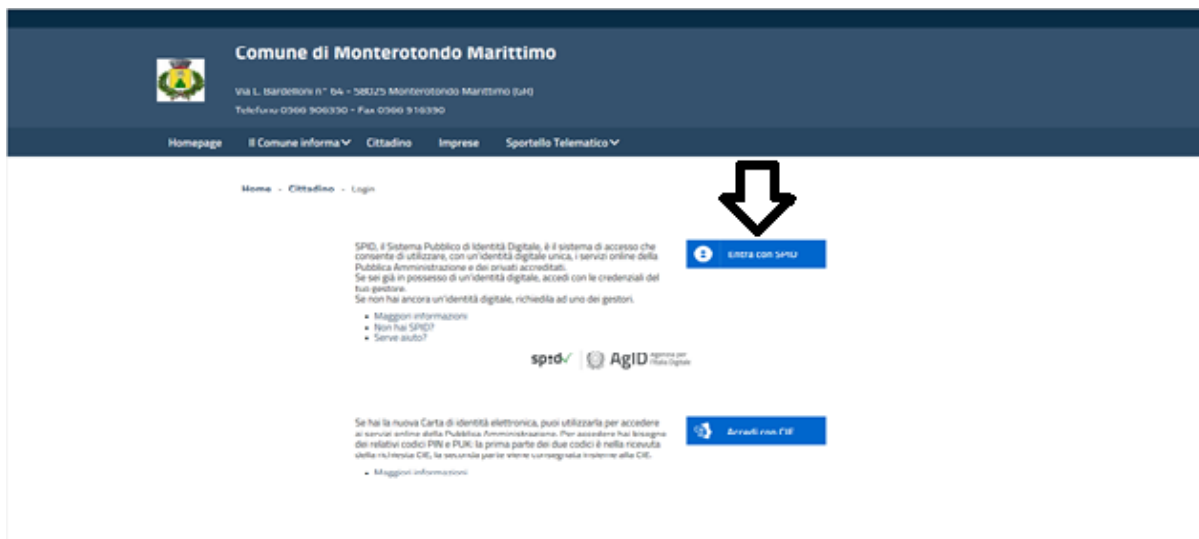 Comune di Monterotondo Marittimo
Via L. Bardelloni n° 64 - 58025 Monterotondo Marittimo (GR)
Telefono 0566 906330 - Fax 0566 916390
Homepage Il Comune informa Cittadino Imprese Sportello Telematico
Home - Cittadino - Login
SPID, il Sistema Pubblico di Identità Digitale, è il sistema di accesso che
consente di utilizzare, con un'identità digitale unica, i servizi online della
Pubblica Amministrazione e dei privati accreditati.
Se sei già in possesso di un'identità digitale, accedi con le credenziali del
tuo gestore.
Se non hai ancora un'identità digitale, richiedila ad uno dei gestori.
Maggiori informazioni
Non hai SPID?
Serve aiuto?
Entra con SPID
spid AgID Agenzia per
l'Italia Digitale
Se hai la nuova Carta di identità elettronica, puoi utilizzarla per accedere
ai servizi online della Pubblica Amministrazione. Per accedere hai bisogno
dei relativi codici PIN e PUK: la prima parte dei due codici è nella ricevuta
della richiesta CIE, la seconda parte viene consegnata insieme alla CIE.
Maggiori informazioni
Accedi con CIE